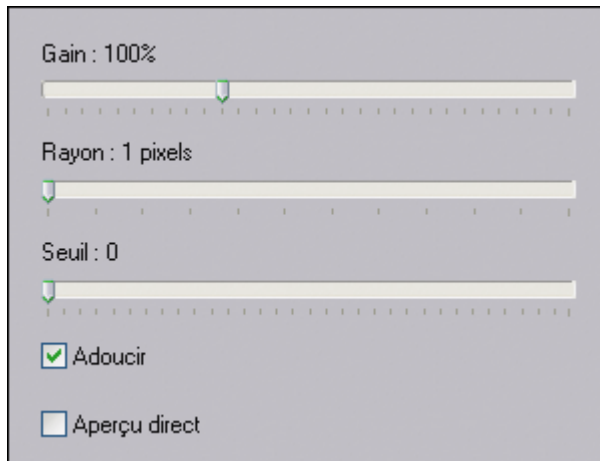 Gain : 100%
Rayon : 1 pixels
Seuil : 0
Adoucir
Aperçu direct